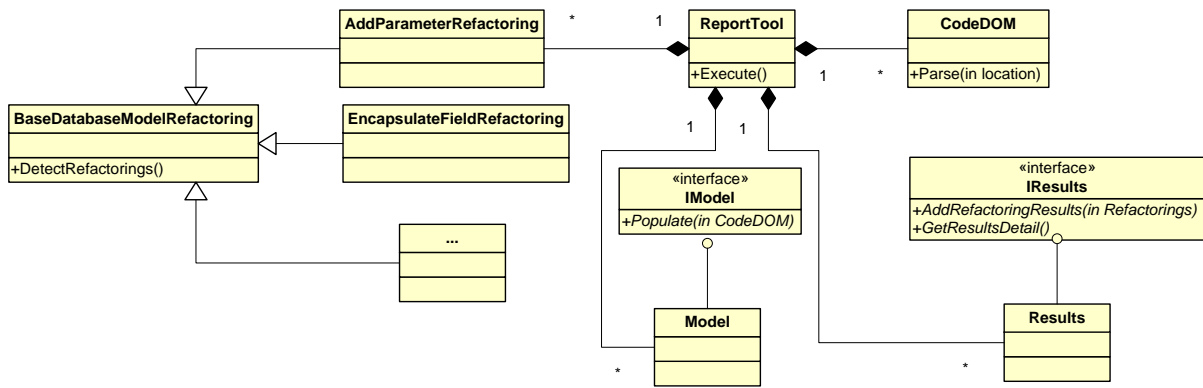 AddParameterRefactoring
*
1
ReportTool
+Execute()
1
*
CodeDOM
+Parse(in location)
BaseDatabaseModelRefactoring
+DetectRefactorings()
EncapsulateFieldRefactoring
1
1
«interface»
IModel
+Populate(in CodeDOM)
«interface»
IResults
+AddRefactoringResults(in Refactorings)
+GetResultsDetail()
...
Model
*
Results
*